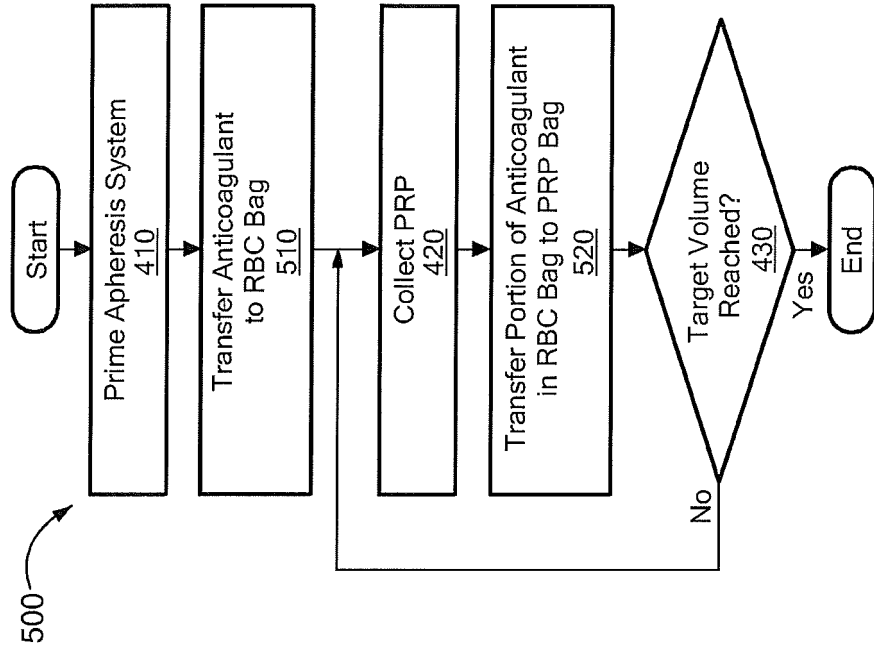 500
Start
Prime Apheresis System
410
Transfer Anticoagulant
to RBC Bag
510
Collect PRP
420
Transfer Portion of Anticoagulant
in RBC Bag to PRP Bag
520
Target Volume
Reached?
430
No
Yes
End